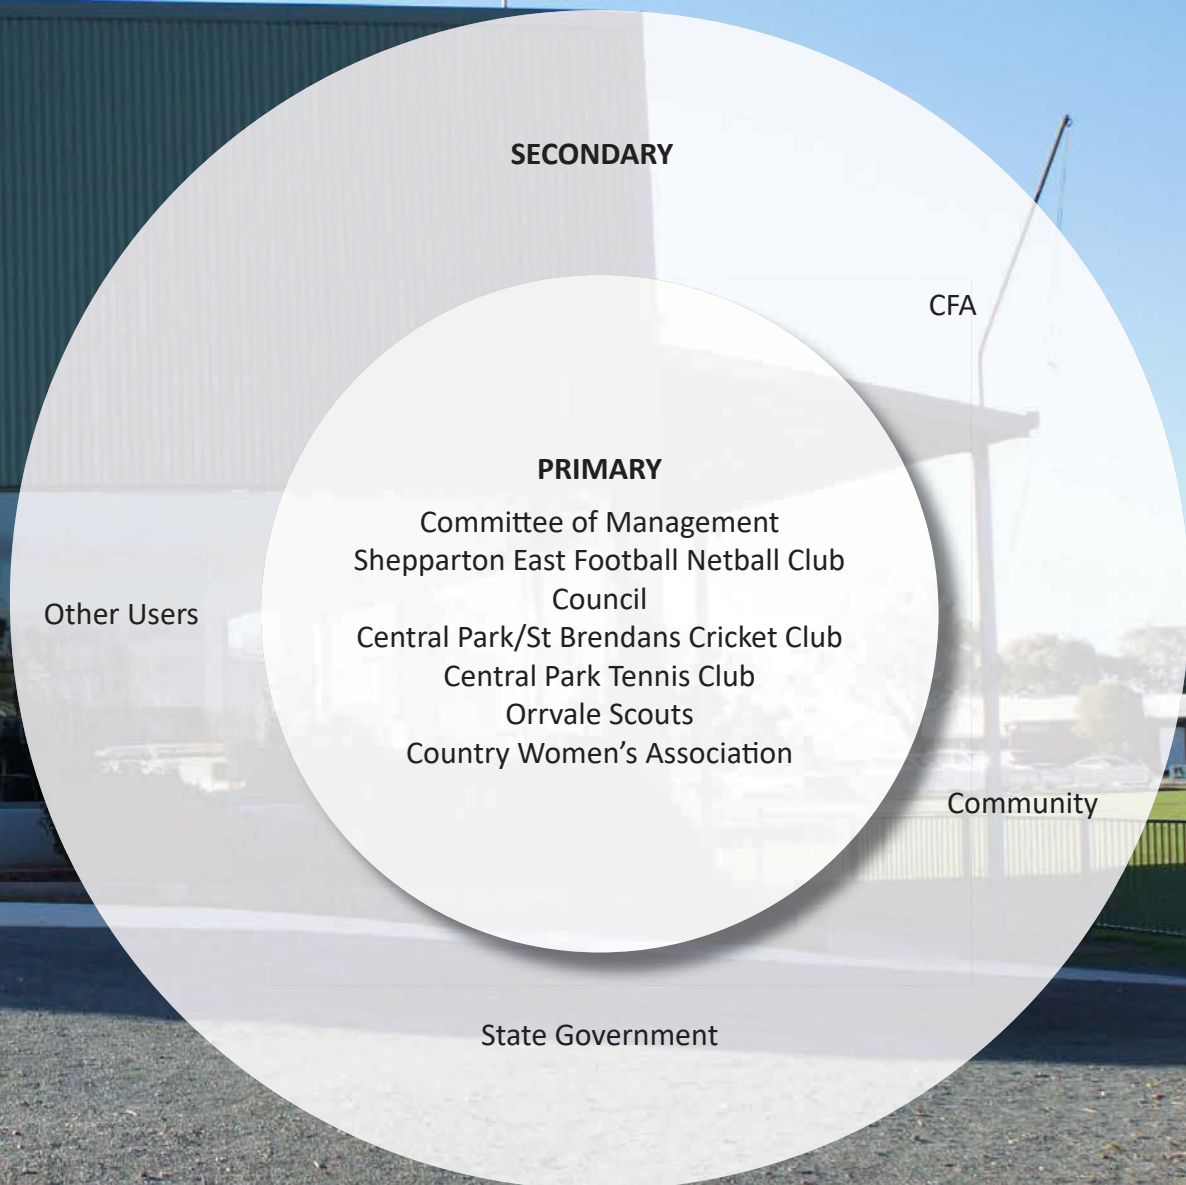 SECONDARY
CFA
PRIMARY
Committee of Management
Shepparton East Football Netball Club
Council
Central Park/St Brendans Cricket Club
Central Park Tennis Club
Orrvale Scouts
Country Women's Association
Other Users
Community
State Government